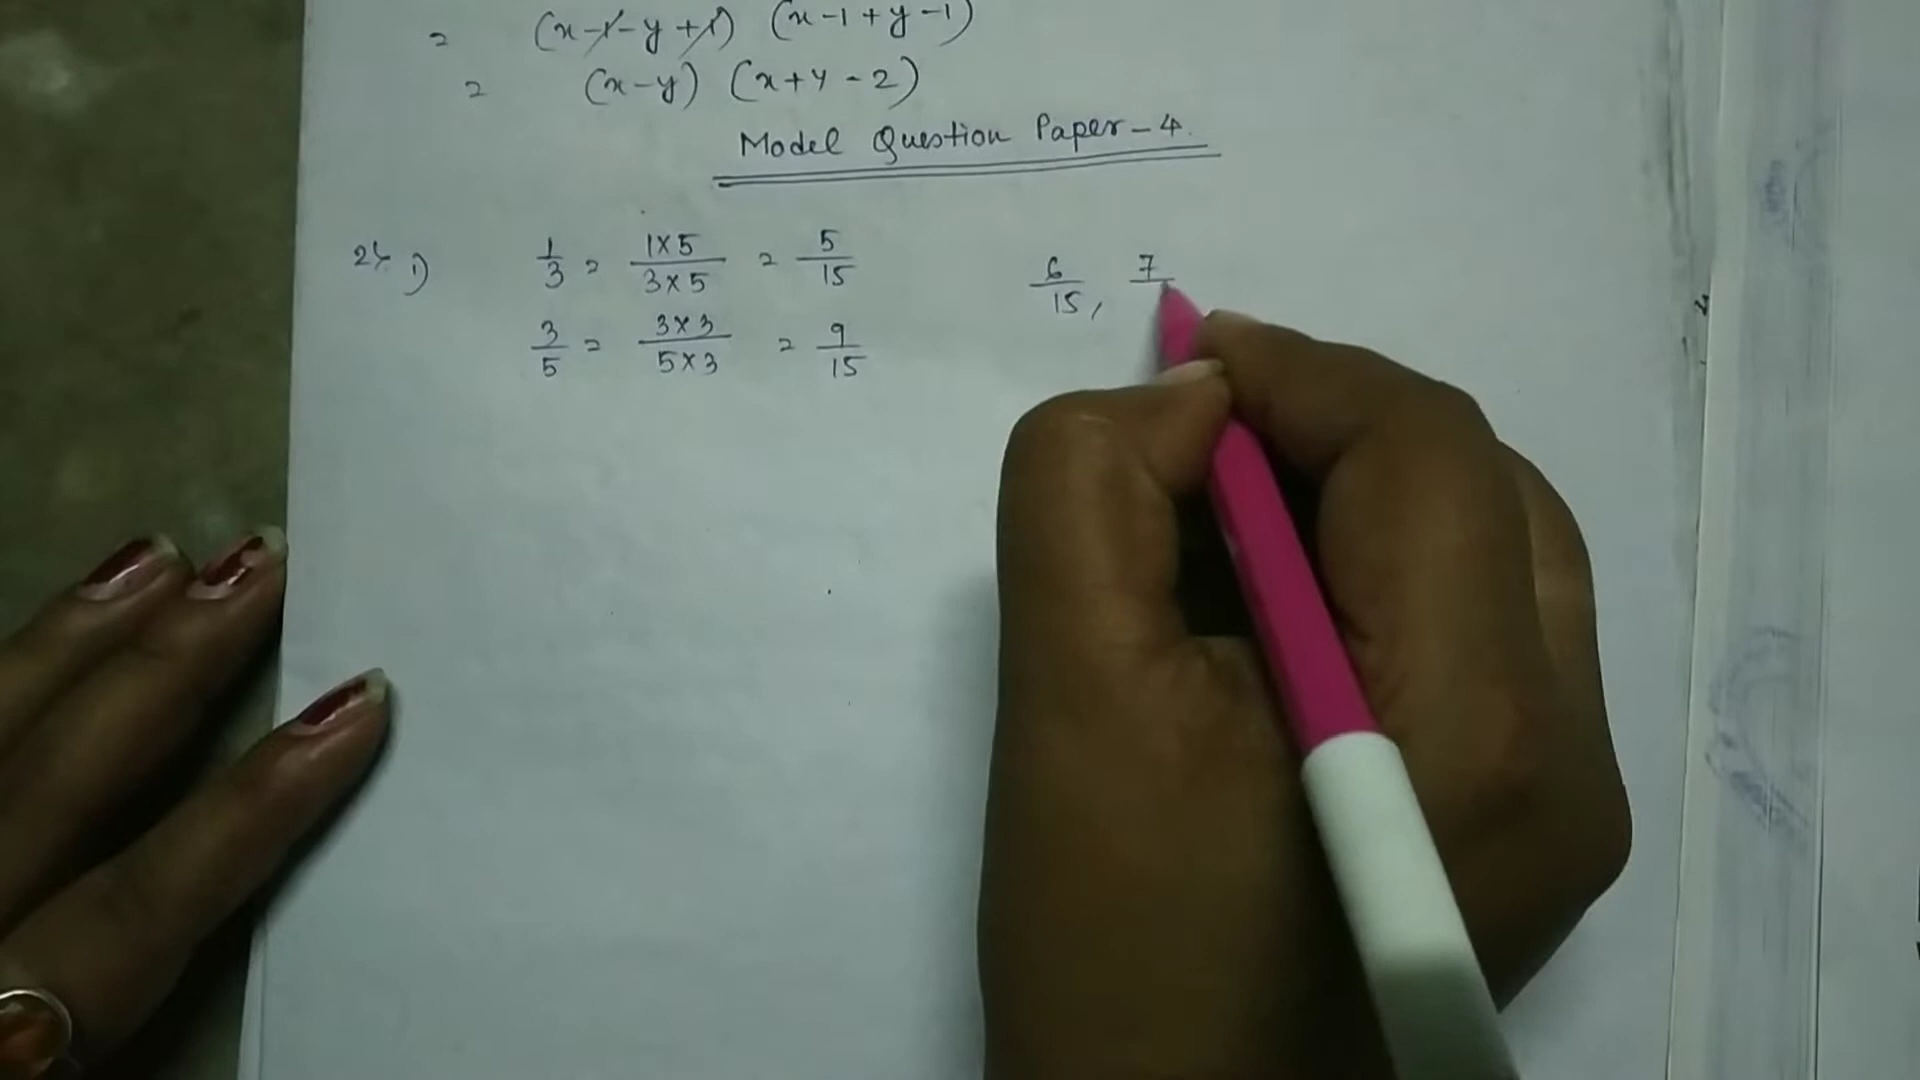 = (x-1-y+1) (x-1+y-1)
= (x-y) (x+y-2)
Model Question Paper-4.
2) 1) 1/3 = 1×5/3×5 = 5/15 6/15, 7/
3/5 = 3×3/5×3 = 9/15